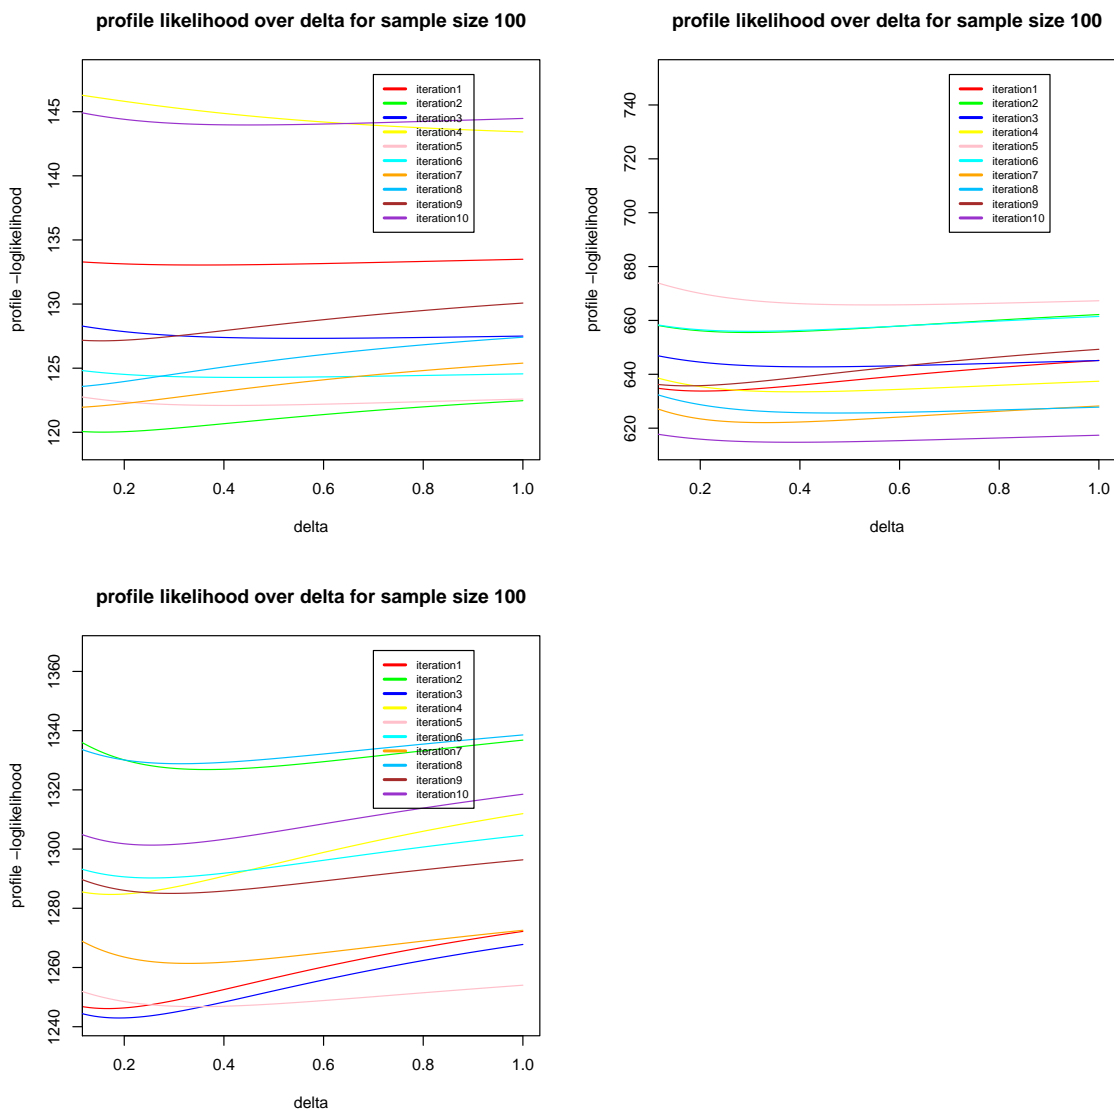 profile likelihood over delta for sample size 100
profile −loglikelihood
145
140
135
130
125
120
0.2 0.4 0.6 0.8 1.0
delta
iteration1
iteration2
iteration3
iteration4
iteration5
iteration6
iteration7
iteration8
iteration9
iteration10
profile likelihood over delta for sample size 100
profile −loglikelihood
740
720
700
680
660
640
620
0.2 0.4 0.6 0.8 1.0
delta
iteration1
iteration2
iteration3
iteration4
iteration5
iteration6
iteration7
iteration8
iteration9
iteration10
profile likelihood over delta for sample size 100
profile −loglikelihood
1360
1340
1320
1300
1280
1260
1240
0.2 0.4 0.6 0.8 1.0
delta
iteration1
iteration2
iteration3
iteration4
iteration5
iteration6
iteration7
iteration8
iteration9
iteration10